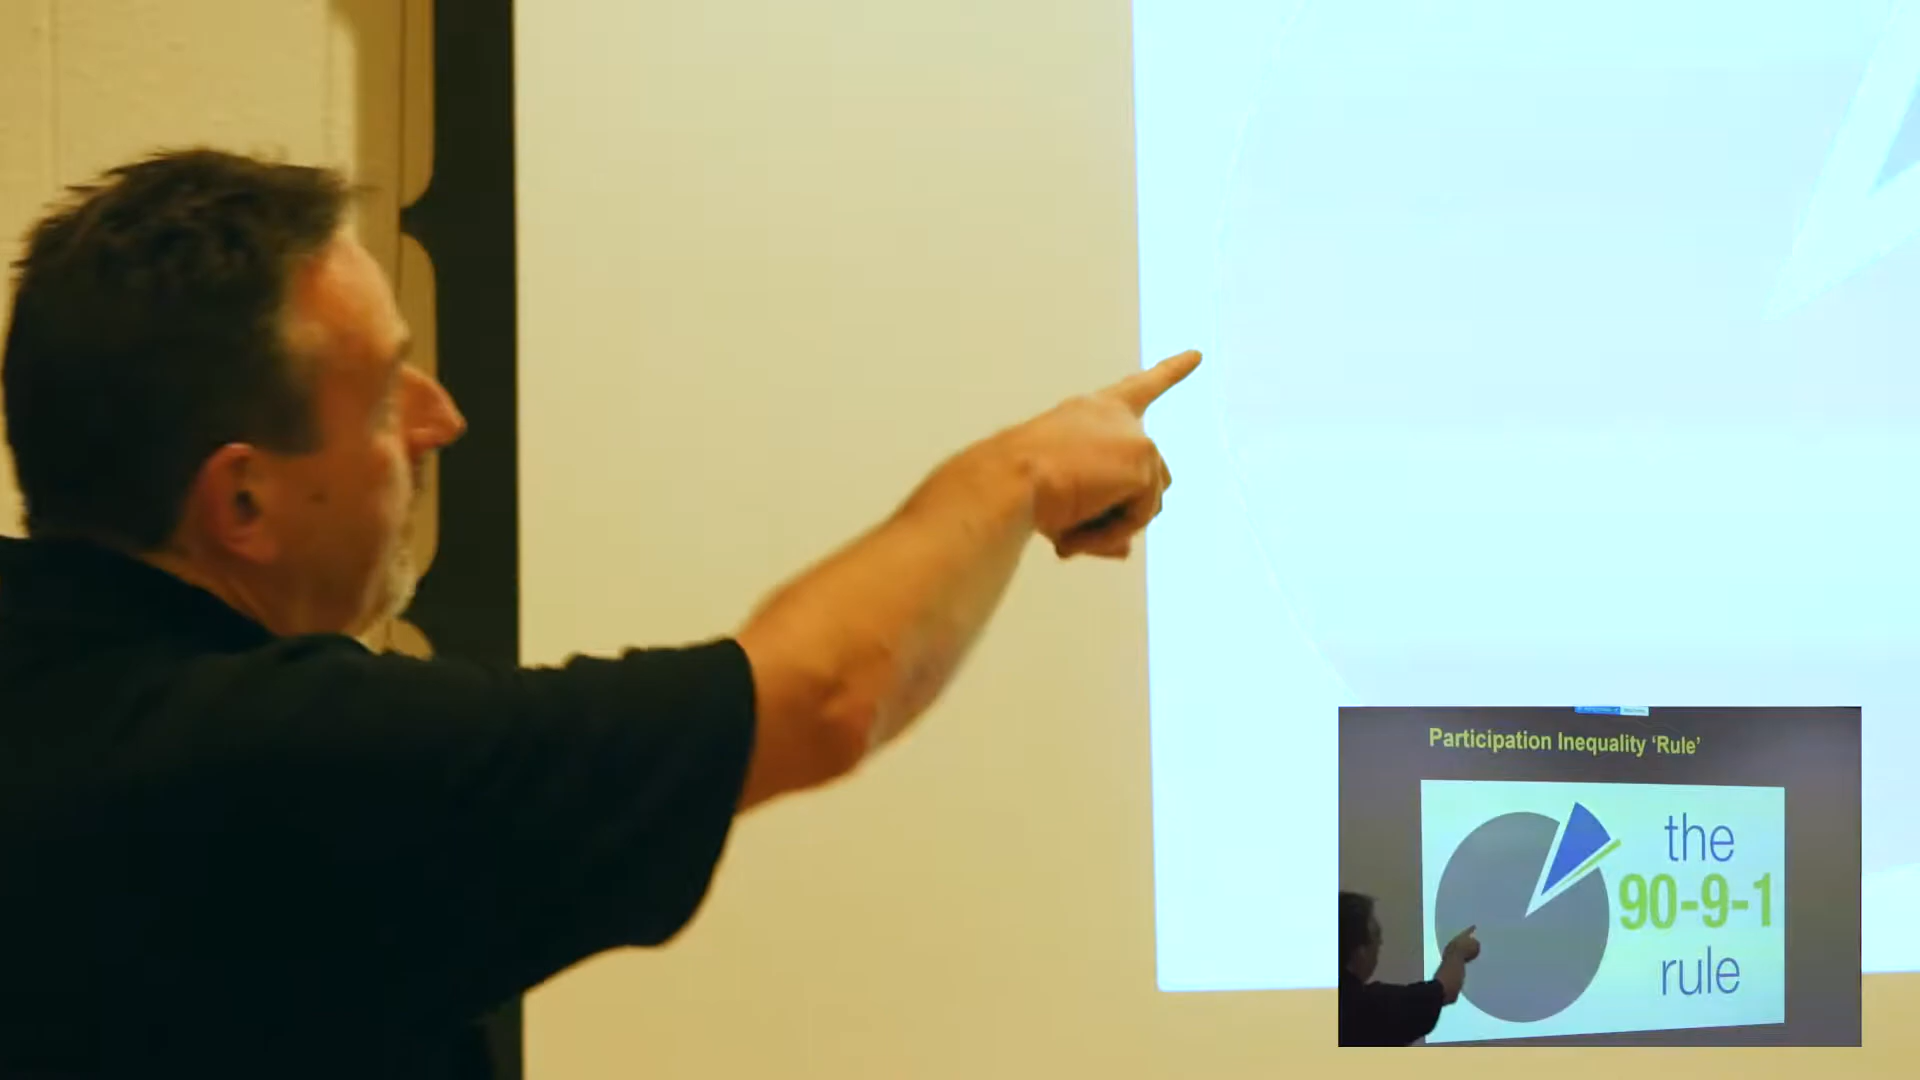 Participation Inequality ‘Rule’
the
90-9-1
rule